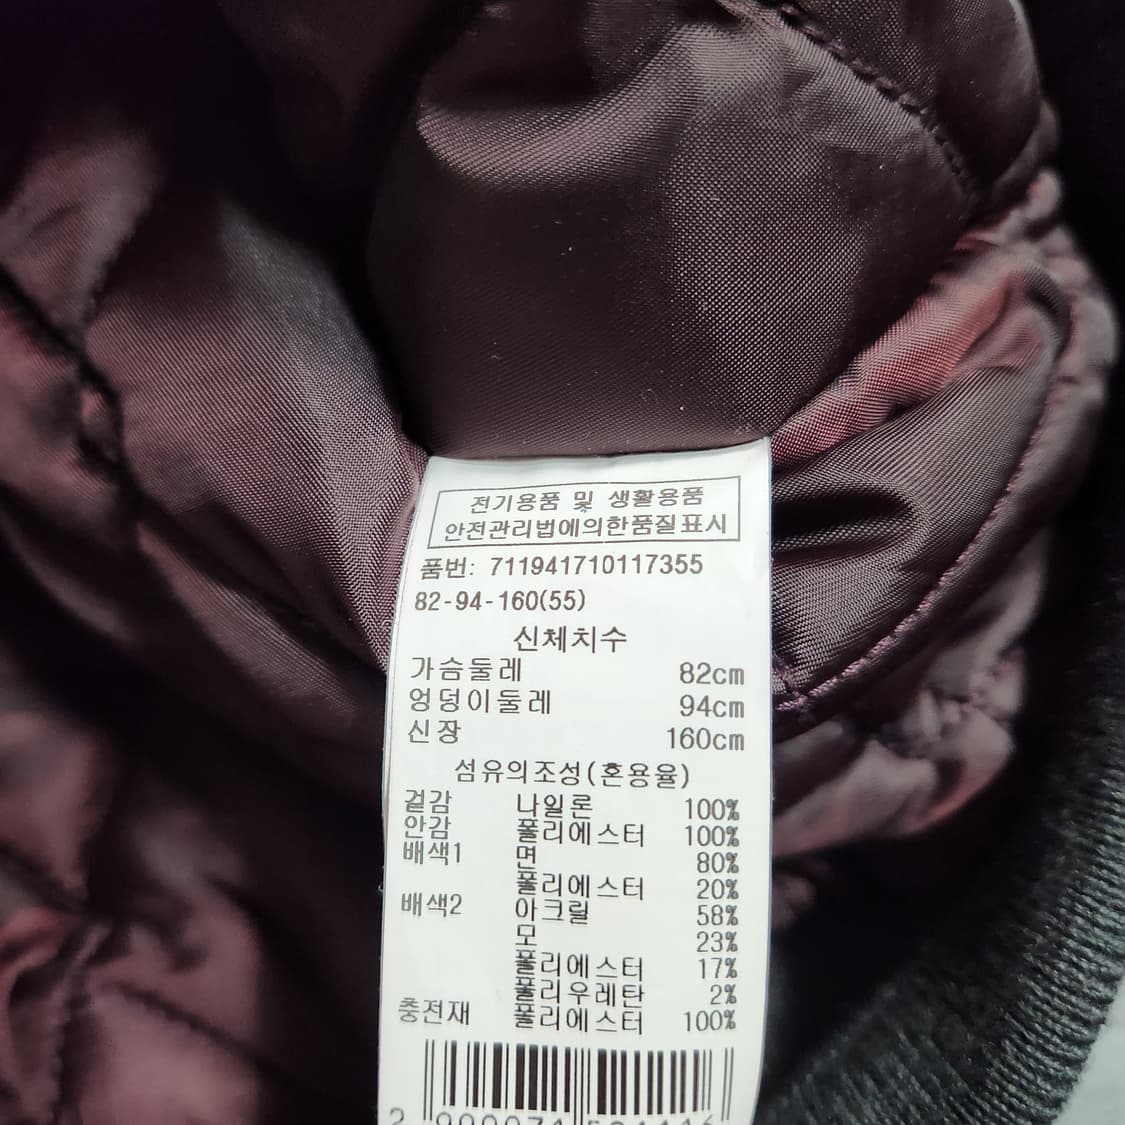 전기용품 및 생활용품
안전관리법에의한품질표시
품번: 711941710117355
82-94-160(55)
신체치수
가슴둘레 82cm
엉덩이둘레 94cm
신장 160cm
섬유의조성(혼용율)
겉감 나일론 100%
안감 폴리에스터 100%
배색1 면 80%
폴리에스터 20%
배색2 아크릴 58%
모 23%
폴리에스터 17%
폴리우레탄 2%
충전재 폴리에스터 100%